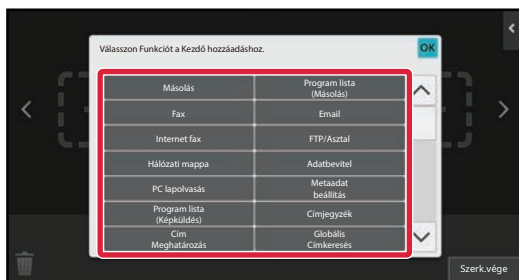 Válasszon Funkciót a Kezdő hozzáadáshoz.
OK
Másolás
Program lista
(Másolás)
Fax
Email
Internet fax
FTP/Asztal
Hálózati mappa
Adatbevitel
PC lapolvasás
Metaadat
beállítás
Program lista
(Képküldés)
Címjegyzék
Cím
Meghatározás
Globális
Címkeresés
Szerk.vége